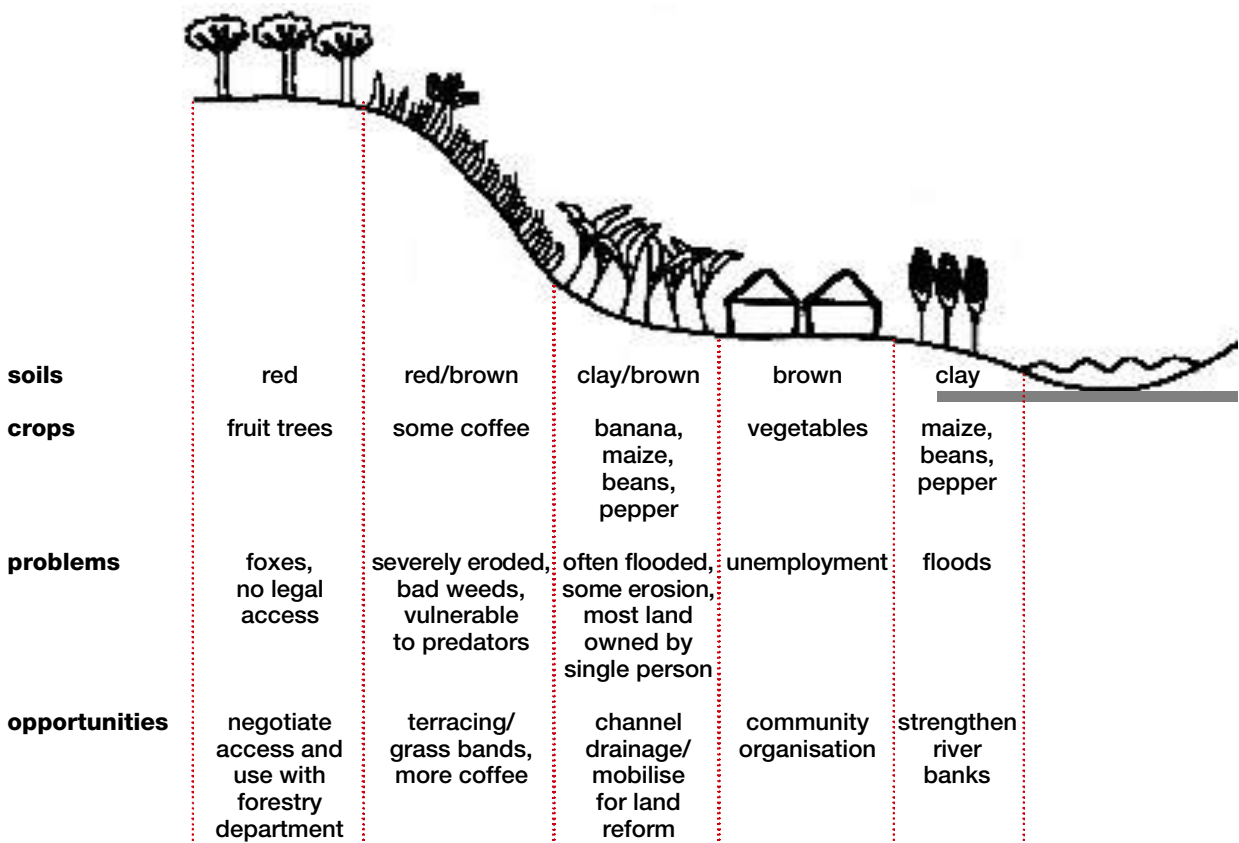 soils red red/brown clay/brown brown clay
crops fruit trees some coffee banana, maize, beans, pepper vegetables maize, beans, pepper
problems foxes, no legal access severely eroded, bad weeds, vulnerable to predators often flooded, some erosion, most land owned by single person unemployment floods
opportunities negotiate access and use with forestry department terracing/ grass bands, more coffee channel drainage/ mobilise for land reform community organisation strengthen river banks